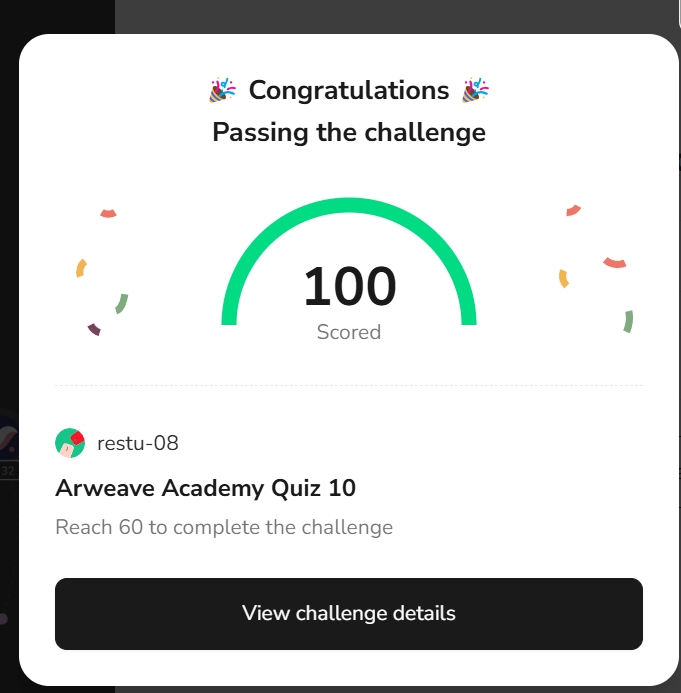 Congratulations
Passing the challenge
100
Scored
restu-08
Arweave Academy Quiz 10
Reach 60 to complete the challenge
View challenge details
32